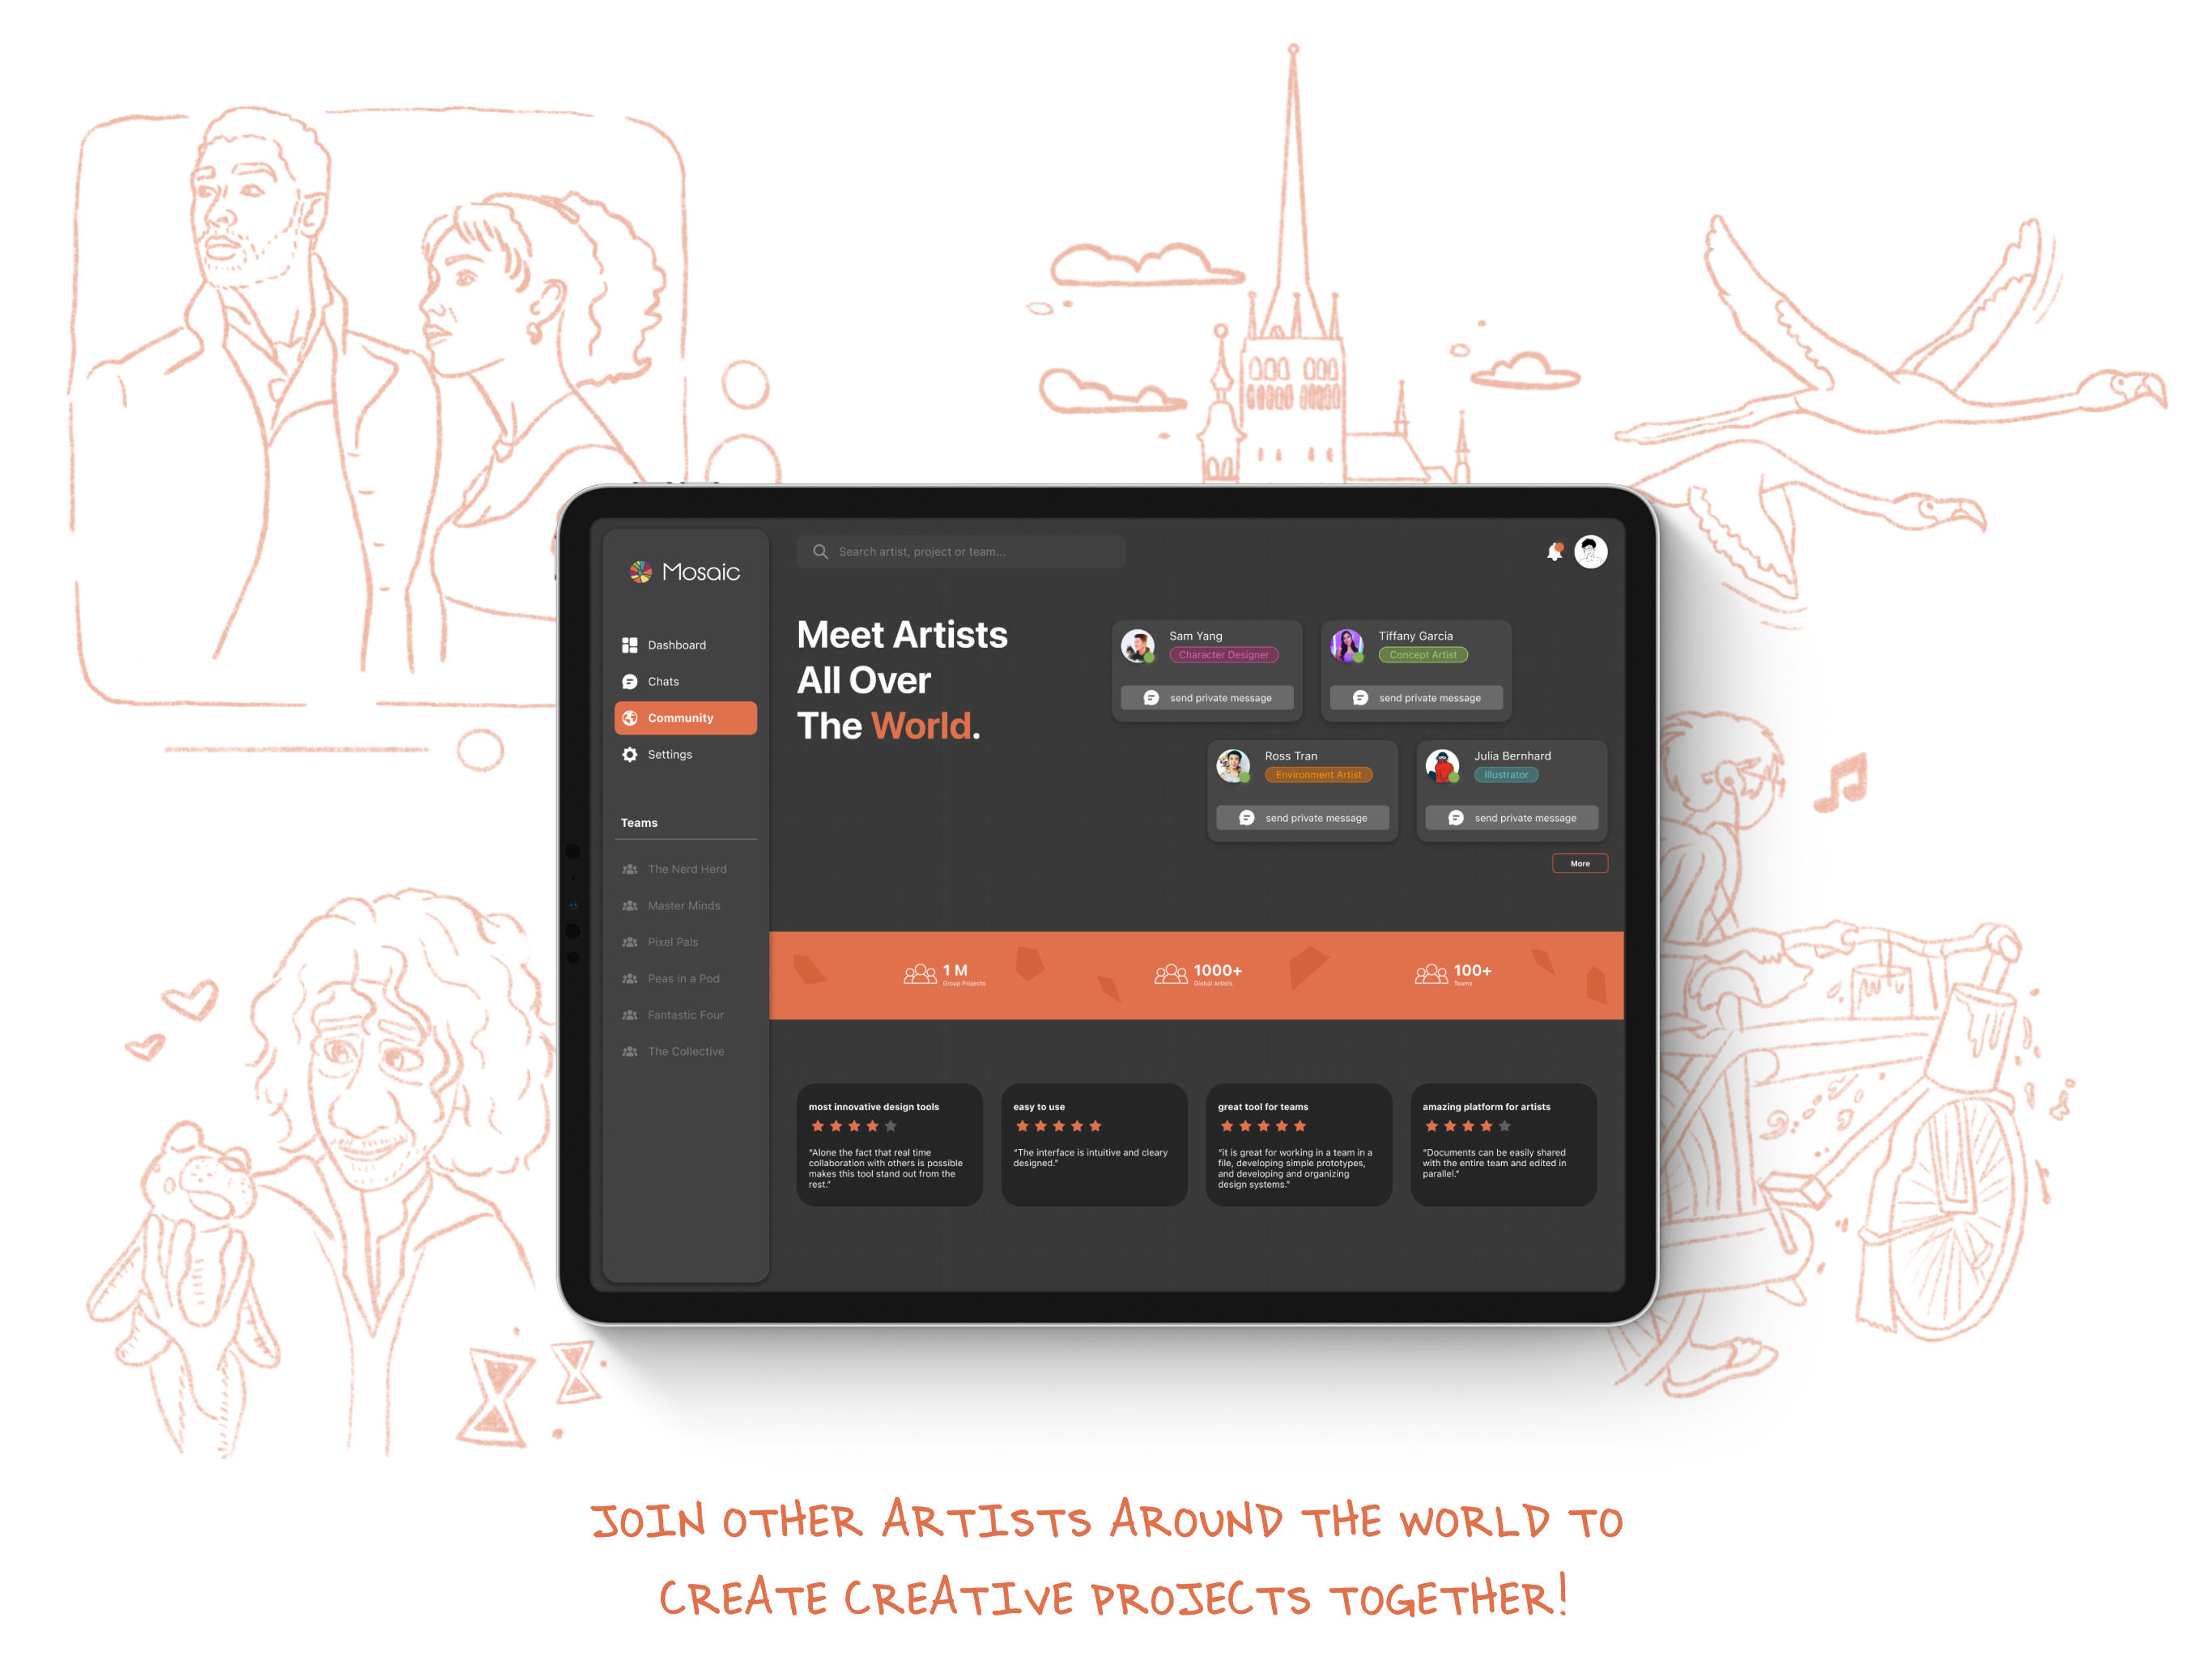 Mosaic
Dashboard
Chats
Community
Settings
Teams
The Nerd Herd
Master Minds
Pixel Pals
Peas in a Pod
Fantastic Four
The Collective
Search artist, project or team...
Meet Artists
All Over
The World.
Sam Yang
Character Designer
send private message
Tiffany Garcia
Concept Artist
send private message
Ross Tran
Environment Artist
send private message
Julia Bernhard
Illustrator
send private message
More
1 M
Group Projects
1000+
Global Artists
100+
Teams
most innovative design tools
"Alone the fact that real time
collaboration with others is possible
makes this tool stand out from the
rest."
easy to use
"The interface is intuitive and cleary
designed."
great tool for teams
"it is great for working in a team in a
file, developing simple prototypes,
and developing and organizing
design systems."
amazing platform for artists
"Documents can be easily shared
with the entire team and edited in
parallel."
JOIN OTHER ARTISTS AROUND THE WORLD TO
CREATE CREATIVE PROJECTS TOGETHER!